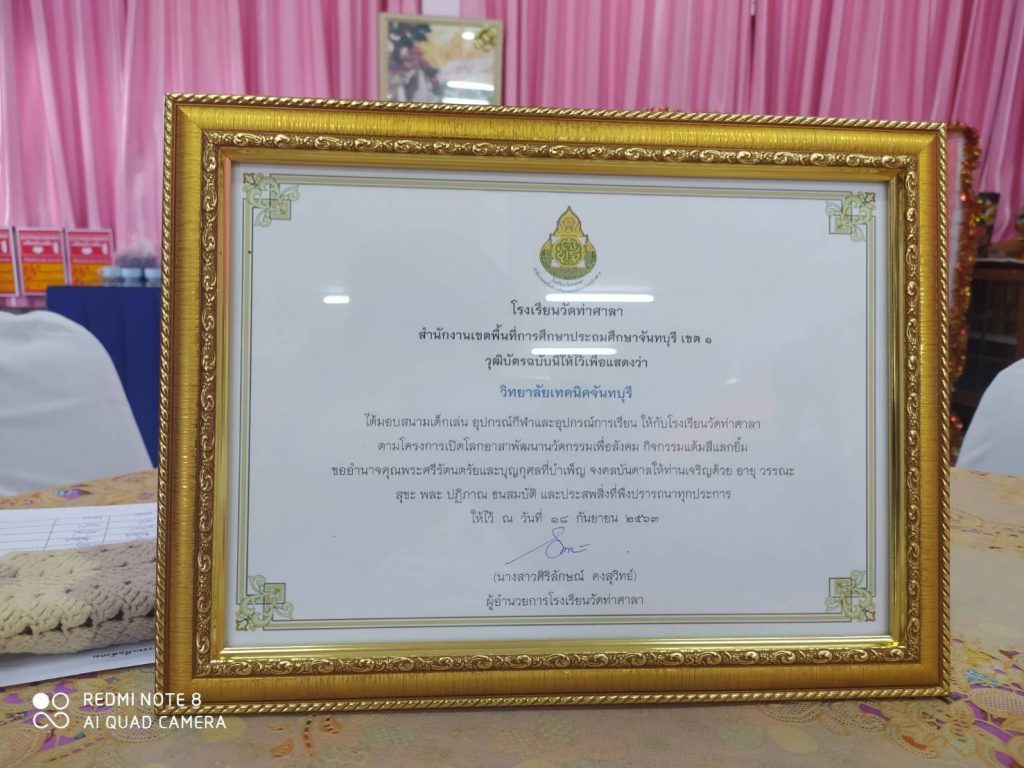 โรงเรียนวัดท่าศาลา
สำนักงานเขตพื้นที่การศึกษาประถมศึกษาจันทบุรี เขต ๑
วุฒิบัตรฉบับนี้ให้ไว้เพื่อแสดงว่า
วิทยาลัยเทคนิคจันทบุรี
ได้มอบสนามเด็กเล่น อุปกรณ์กีฬาและอุปกรณ์การเรียน ให้กับโรงเรียนวัดท่าศาลา
ตามโครงการเปิดโลกอาสาพัฒนานวัตกรรมเพื่อสังคม กิจกรรมแต้มสีแลกยิ้ม
ขออำนาจคุณพระศรีรัตนตรัยและบุญกุศลที่บำเพ็ญ จงดลบันดาลให้ท่านเจริญด้วย อายุ วรรณะ
สุขะ พละ ปฏิภาณ ธนสมบัติ และประสพสิ่งที่พึงปรารถนาทุกประการ
ให้ไว้ ณ วันที่ ๑๘ กันยายน ๒๕๖๓
(นางสาวศิริลักษณ์ คงสุวิทย์)
ผู้อำนวยการโรงเรียนวัดท่าศาลา
REDMI NOTE 8
AI QUAD CAMERA